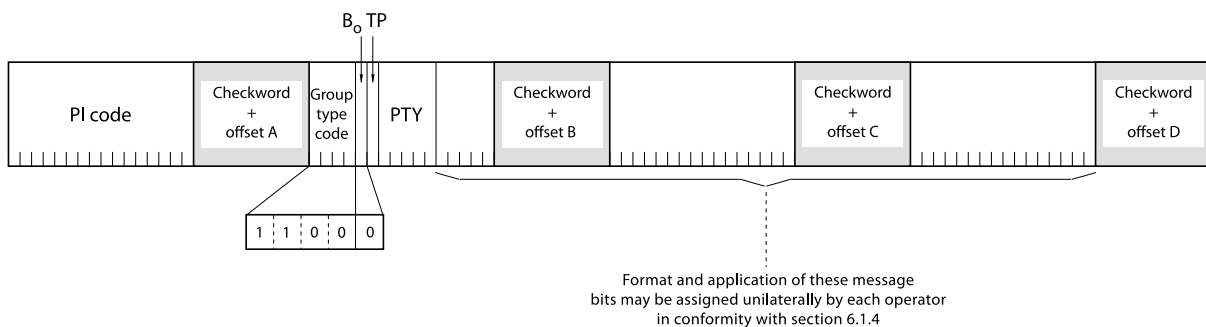 Bo TP
PI code
Checkword
+
offset A
Group
type
code
PTY
Checkword
+
offset B
Checkword
+
offset C
Checkword
+
offset D
1 1 0 0 0
Format and application of these message
bits may be assigned unilaterally by each operator
in conformity with section 6.1.4